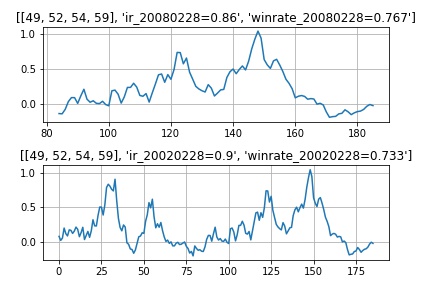 [[49, 52, 54, 59], 'ir_20080228=0.86', 'winrate_20080228=0.767']
1.0
0.5
0.0
80 100 120 140 160 180
[[49, 52, 54, 59], 'ir_20020228=0.9', 'winrate_20020228=0.733']
1.0
0.5
0.0
0 25 50 75 100 125 150 175